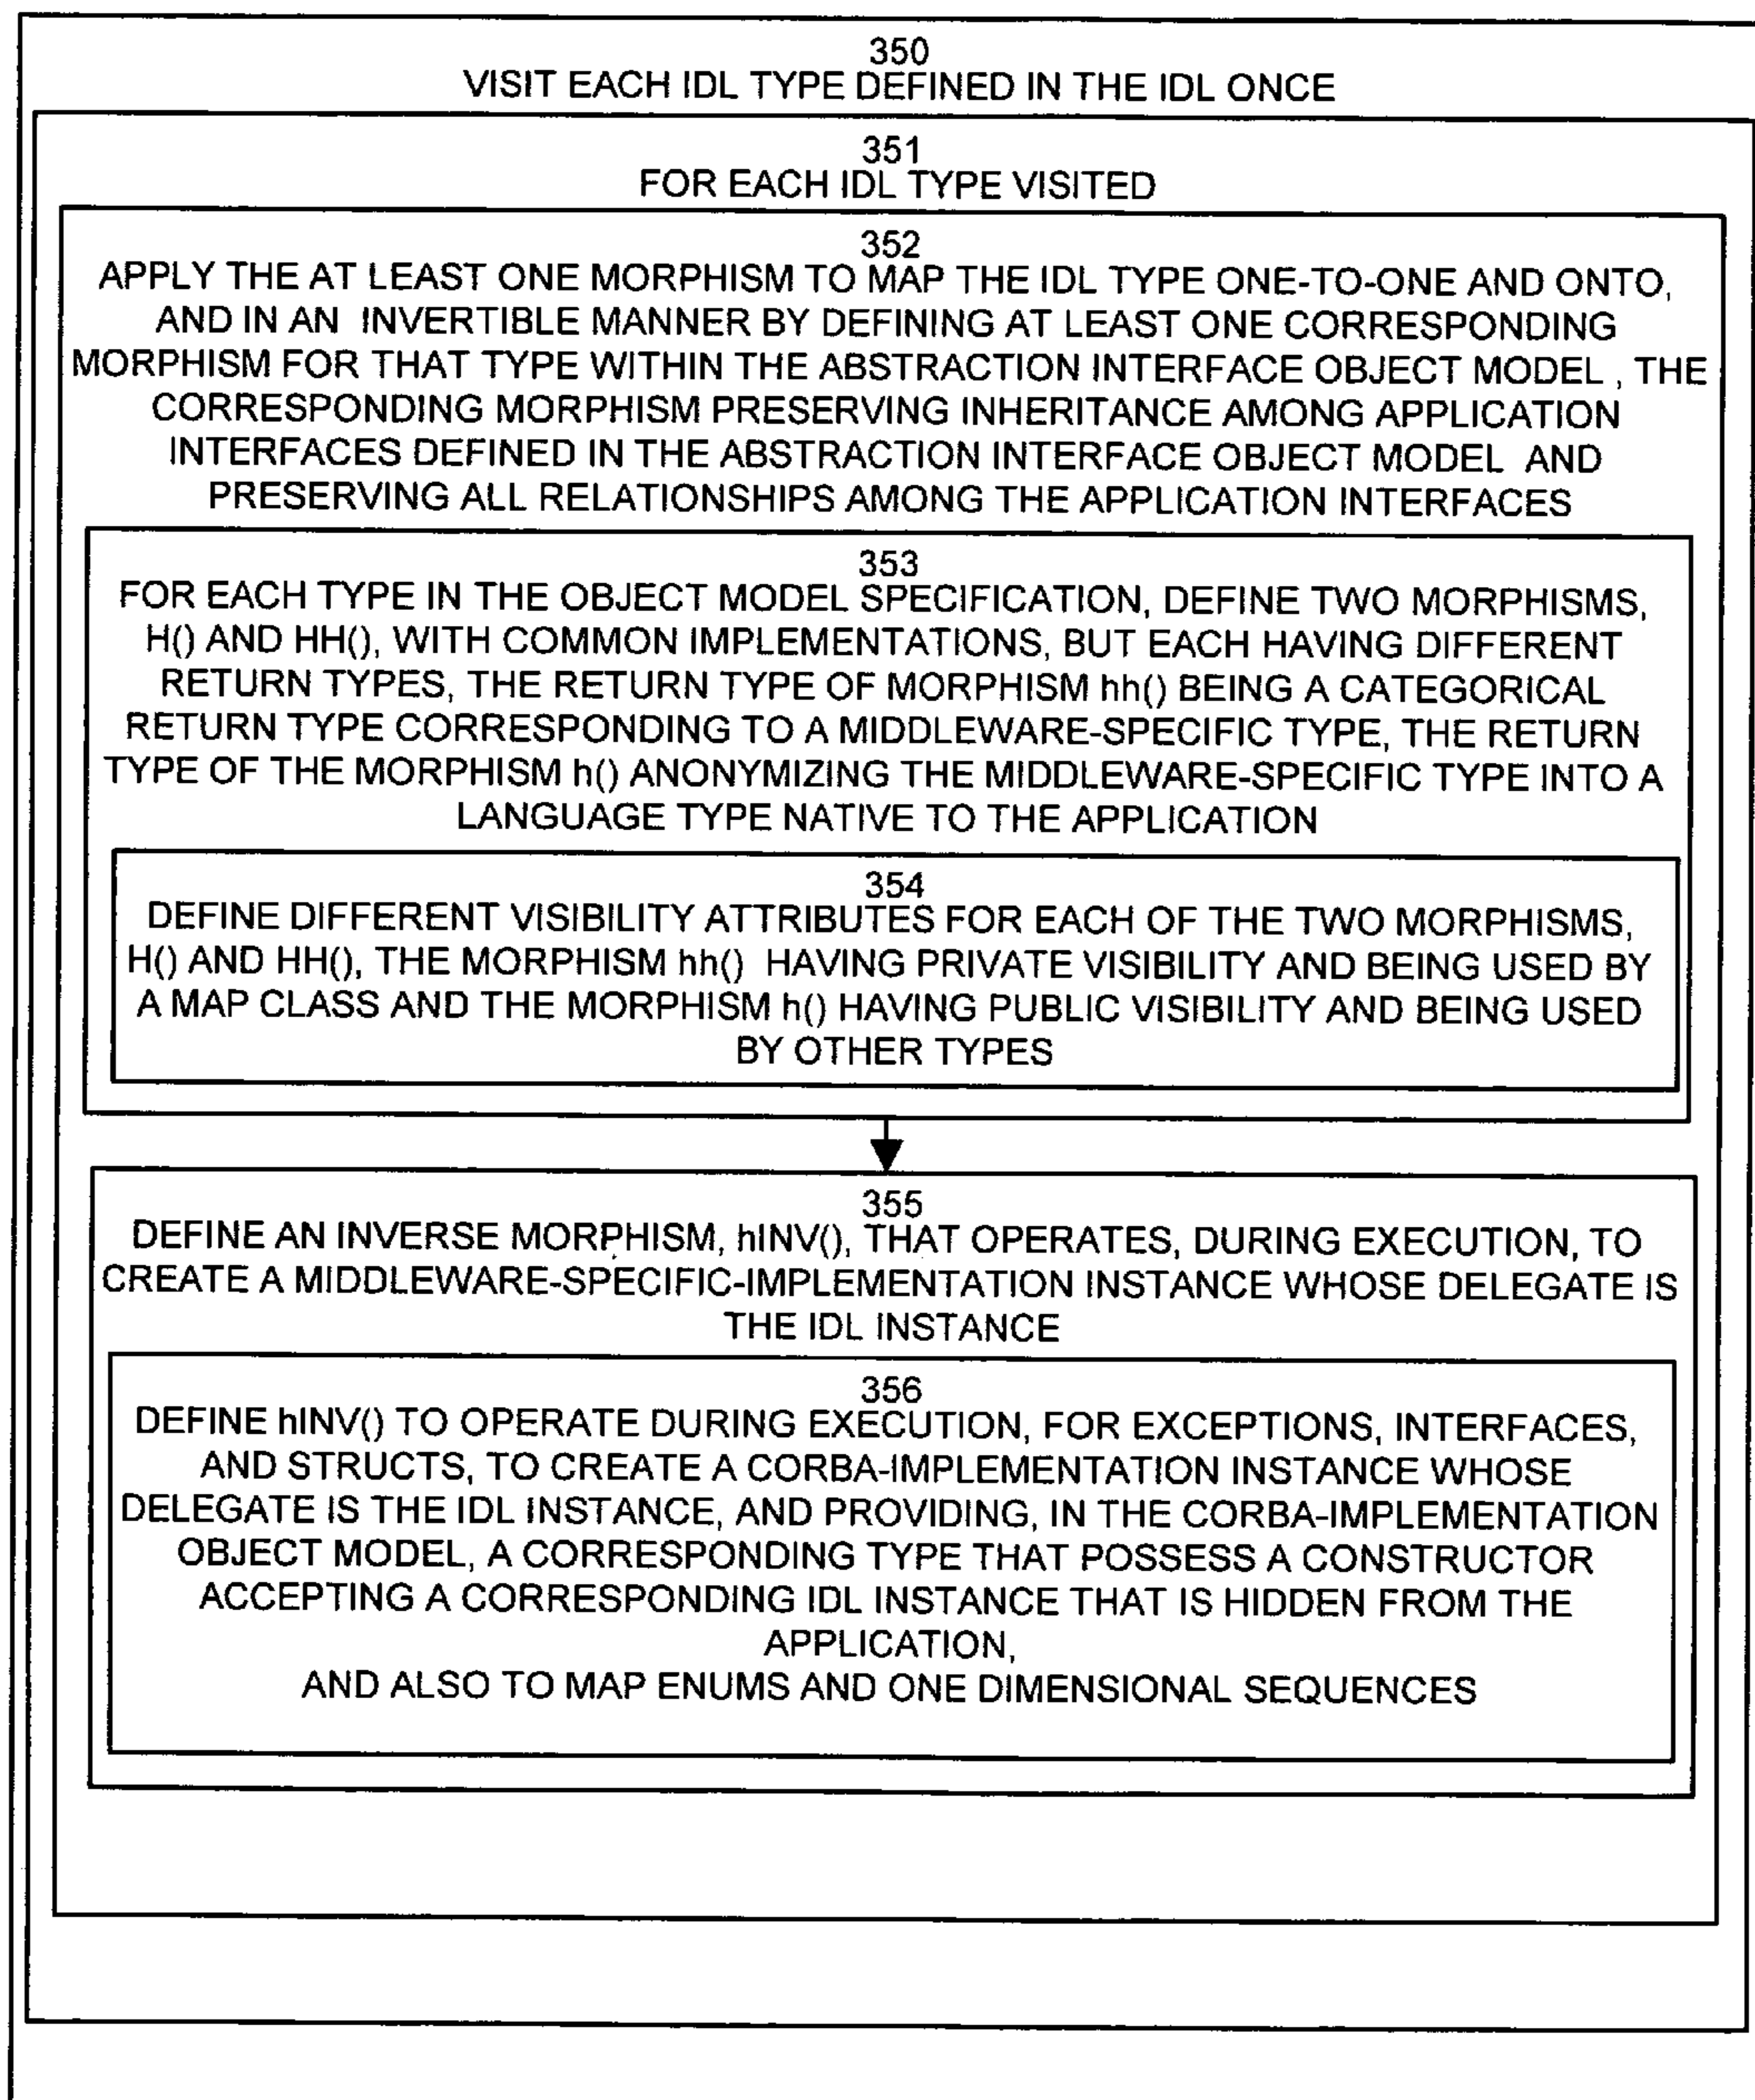 350
VISIT EACH IDL TYPE DEFINED IN THE IDL ONCE
351
FOR EACH IDL TYPE VISITED
352
APPLY THE AT LEAST ONE MORPHISM TO MAP THE IDL TYPE ONE-TO-ONE AND ONTO,
AND IN AN INVERTIBLE MANNER BY DEFINING AT LEAST ONE CORRESPONDING
MORPHISM FOR THAT TYPE WITHIN THE ABSTRACTION INTERFACE OBJECT MODEL , THE
CORRESPONDING MORPHISM PRESERVING INHERITANCE AMONG APPLICATION
INTERFACES DEFINED IN THE ABSTRACTION INTERFACE OBJECT MODEL AND
PRESERVING ALL RELATIONSHIPS AMONG THE APPLICATION INTERFACES
353
FOR EACH TYPE IN THE OBJECT MODEL SPECIFICATION, DEFINE TWO MORPHISMS,
H() AND HH(), WITH COMMON IMPLEMENTATIONS, BUT EACH HAVING DIFFERENT
RETURN TYPES, THE RETURN TYPE OF MORPHISM hh() BEING A CATEGORICAL
RETURN TYPE CORRESPONDING TO A MIDDLEWARE-SPECIFIC TYPE, THE RETURN
TYPE OF THE MORPHISM h() ANONYMIZING THE MIDDLEWARE-SPECIFIC TYPE INTO A
LANGUAGE TYPE NATIVE TO THE APPLICATION
354
DEFINE DIFFERENT VISIBILITY ATTRIBUTES FOR EACH OF THE TWO MORPHISMS,
H() AND HH(), THE MORPHISM hh() HAVING PRIVATE VISIBILITY AND BEING USED BY
A MAP CLASS AND THE MORPHISM h() HAVING PUBLIC VISIBILITY AND BEING USED
BY OTHER TYPES
355
DEFINE AN INVERSE MORPHISM, hINV(), THAT OPERATES, DURING EXECUTION, TO
CREATE A MIDDLEWARE-SPECIFIC-IMPLEMENTATION INSTANCE WHOSE DELEGATE IS
THE IDL INSTANCE
356
DEFINE hINV() TO OPERATE DURING EXECUTION, FOR EXCEPTIONS, INTERFACES,
AND STRUCTS, TO CREATE A CORBA-IMPLEMENTATION INSTANCE WHOSE
DELEGATE IS THE IDL INSTANCE, AND PROVIDING, IN THE CORBA-IMPLEMENTATION
OBJECT MODEL, A CORRESPONDING TYPE THAT POSSESS A CONSTRUCTOR
ACCEPTING A CORRESPONDING IDL INSTANCE THAT IS HIDDEN FROM THE
APPLICATION,
AND ALSO TO MAP ENUMS AND ONE DIMENSIONAL SEQUENCES